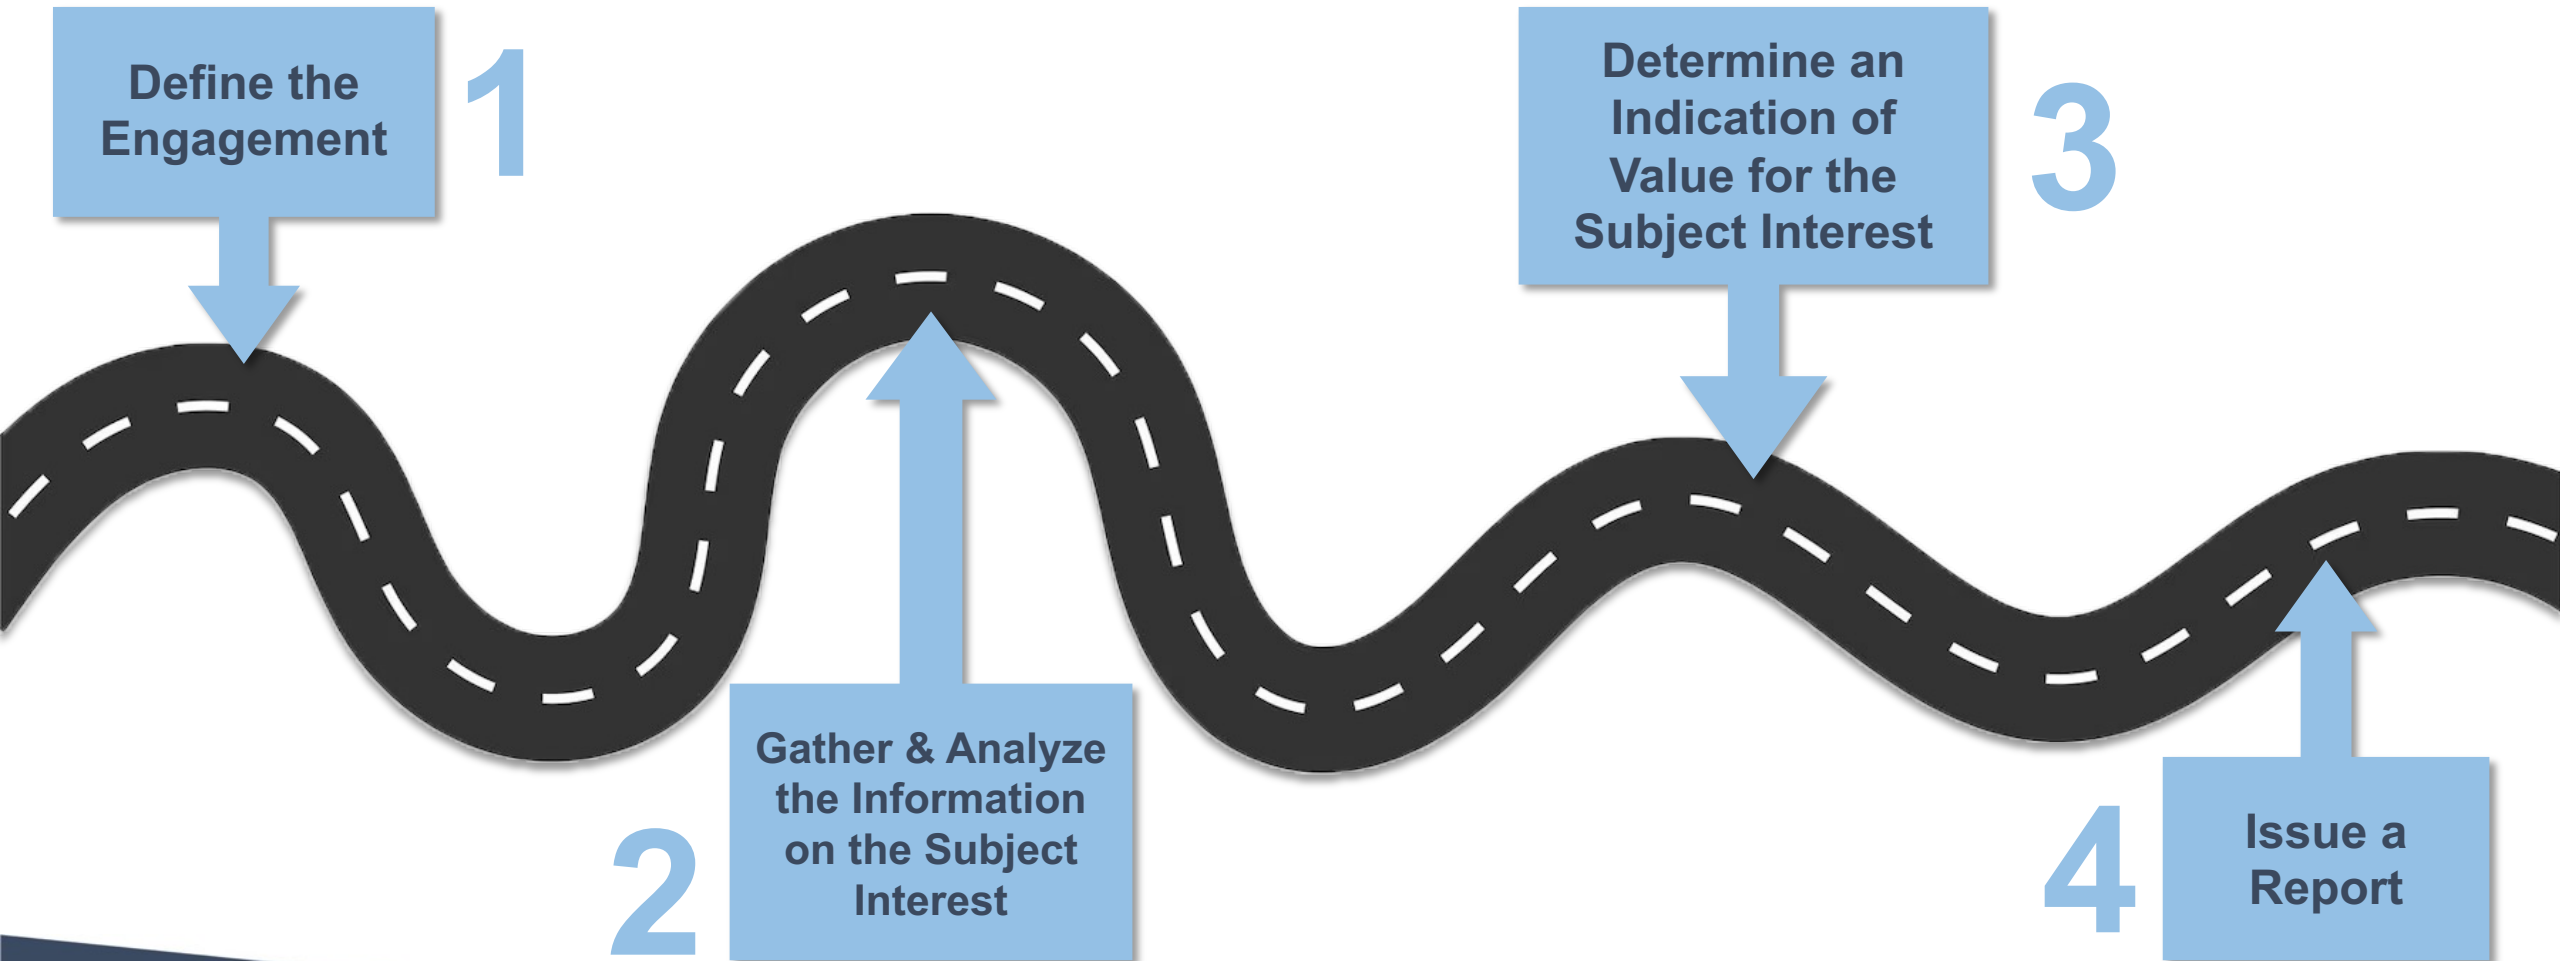 Define the
Engagement
1
Gather & Analyze
the Information
on the Subject
Interest
2
Determine an
Indication of
Value for the
Subject Interest
3
Issue a
Report
4